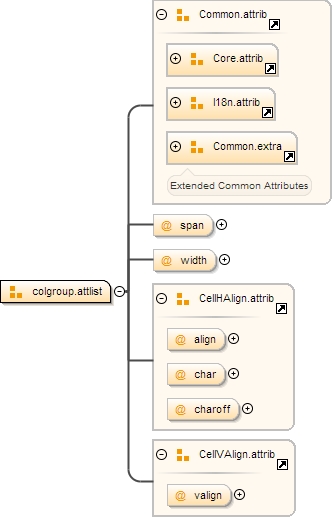 Common.attrib
Core.attrib
I18n.attrib
Common.extra
Extended Common Attributes
@ span
@ width
colgroup.attlist
CellHAlign.attrib
@ align
@ char
@ charoff
CellVAlign.attrib
@ valign